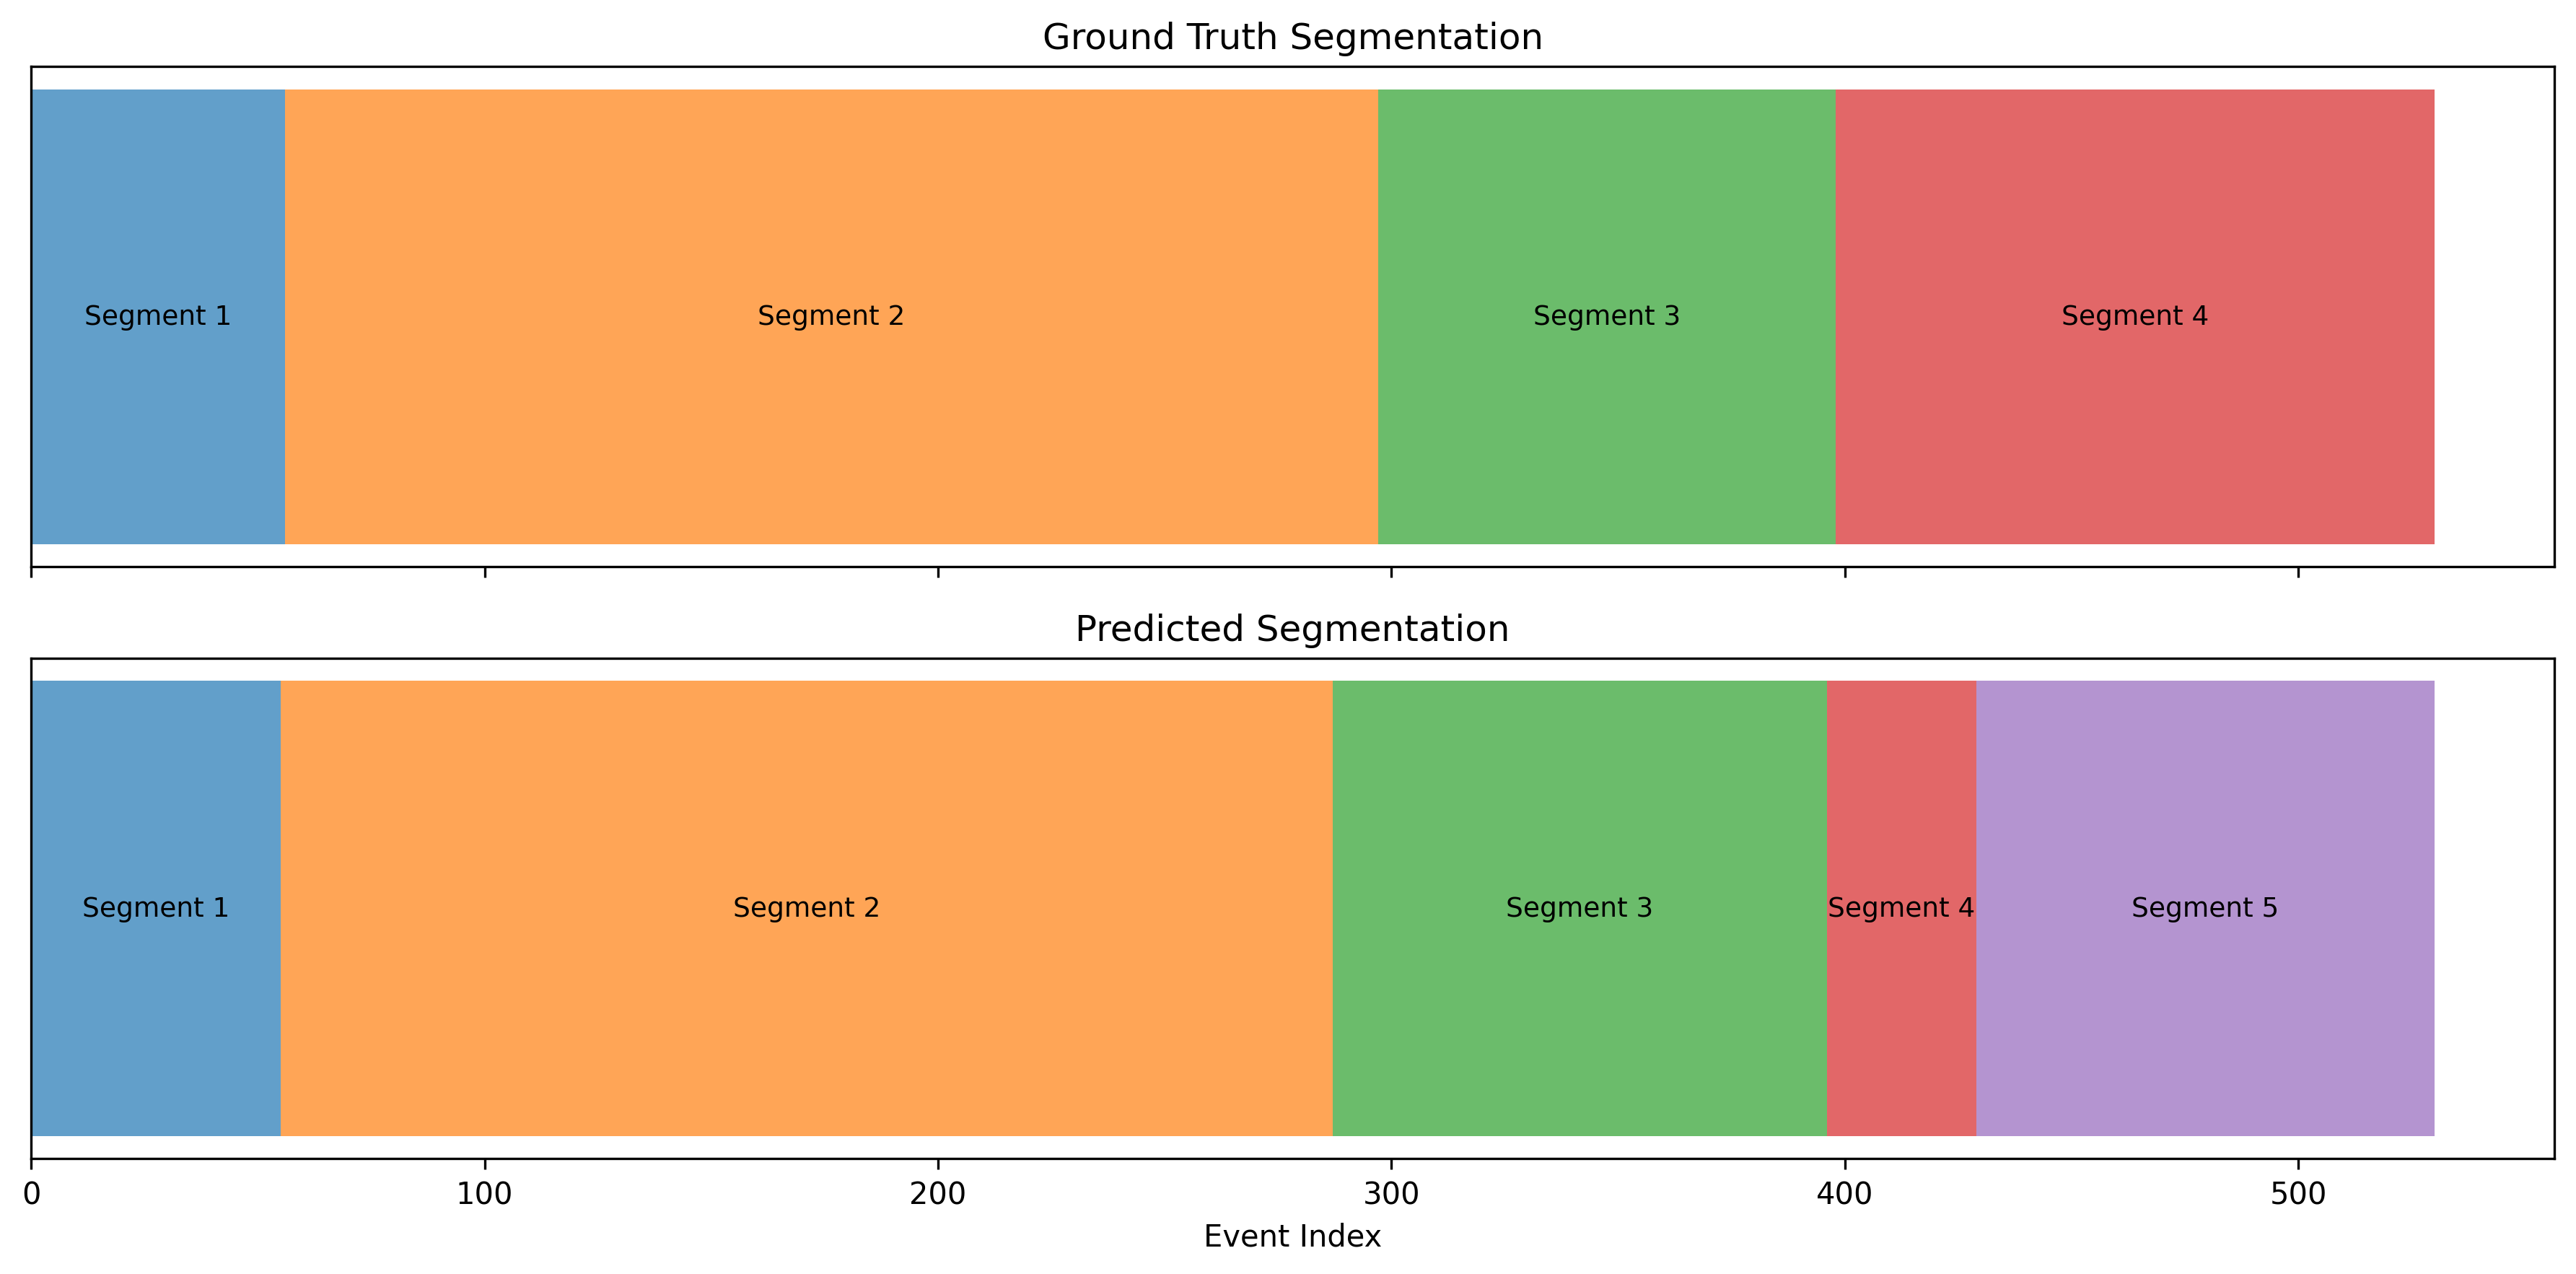 Ground Truth Segmentation
Segment 1 Segment 2 Segment 3 Segment 4
Predicted Segmentation
Segment 1 Segment 2 Segment 3 Segment 4 Segment 5
0 100 200 300 400 500
Event Index